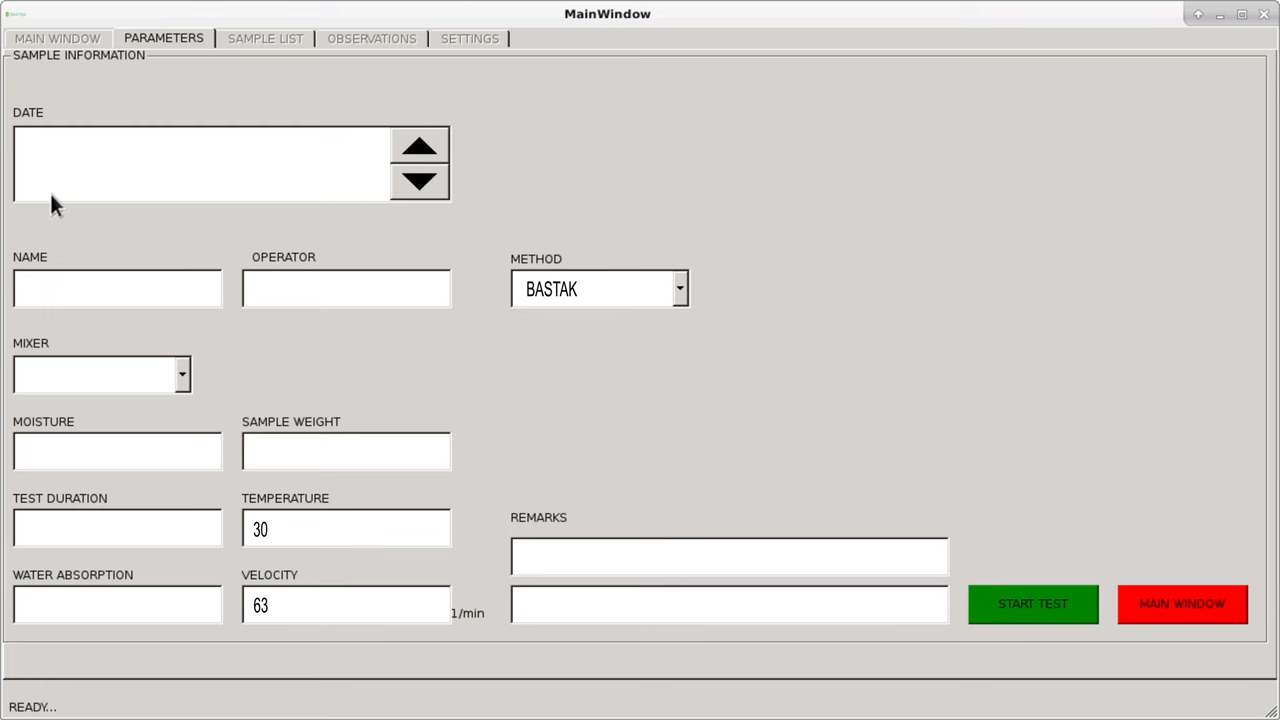 MainWindow
MAIN WINDOW
PARAMETERS
SAMPLE LIST
OBSERVATIONS
SETTINGS
SAMPLE INFORMATION
DATE
NAME
OPERATOR
METHOD
BASTAK
MIXER
MOISTURE
SAMPLE WEIGHT
TEST DURATION
TEMPERATURE
30
REMARKS
WATER ABSORPTION
VELOCITY
63
1/min
START TEST
MAIN WINDOW
READY...